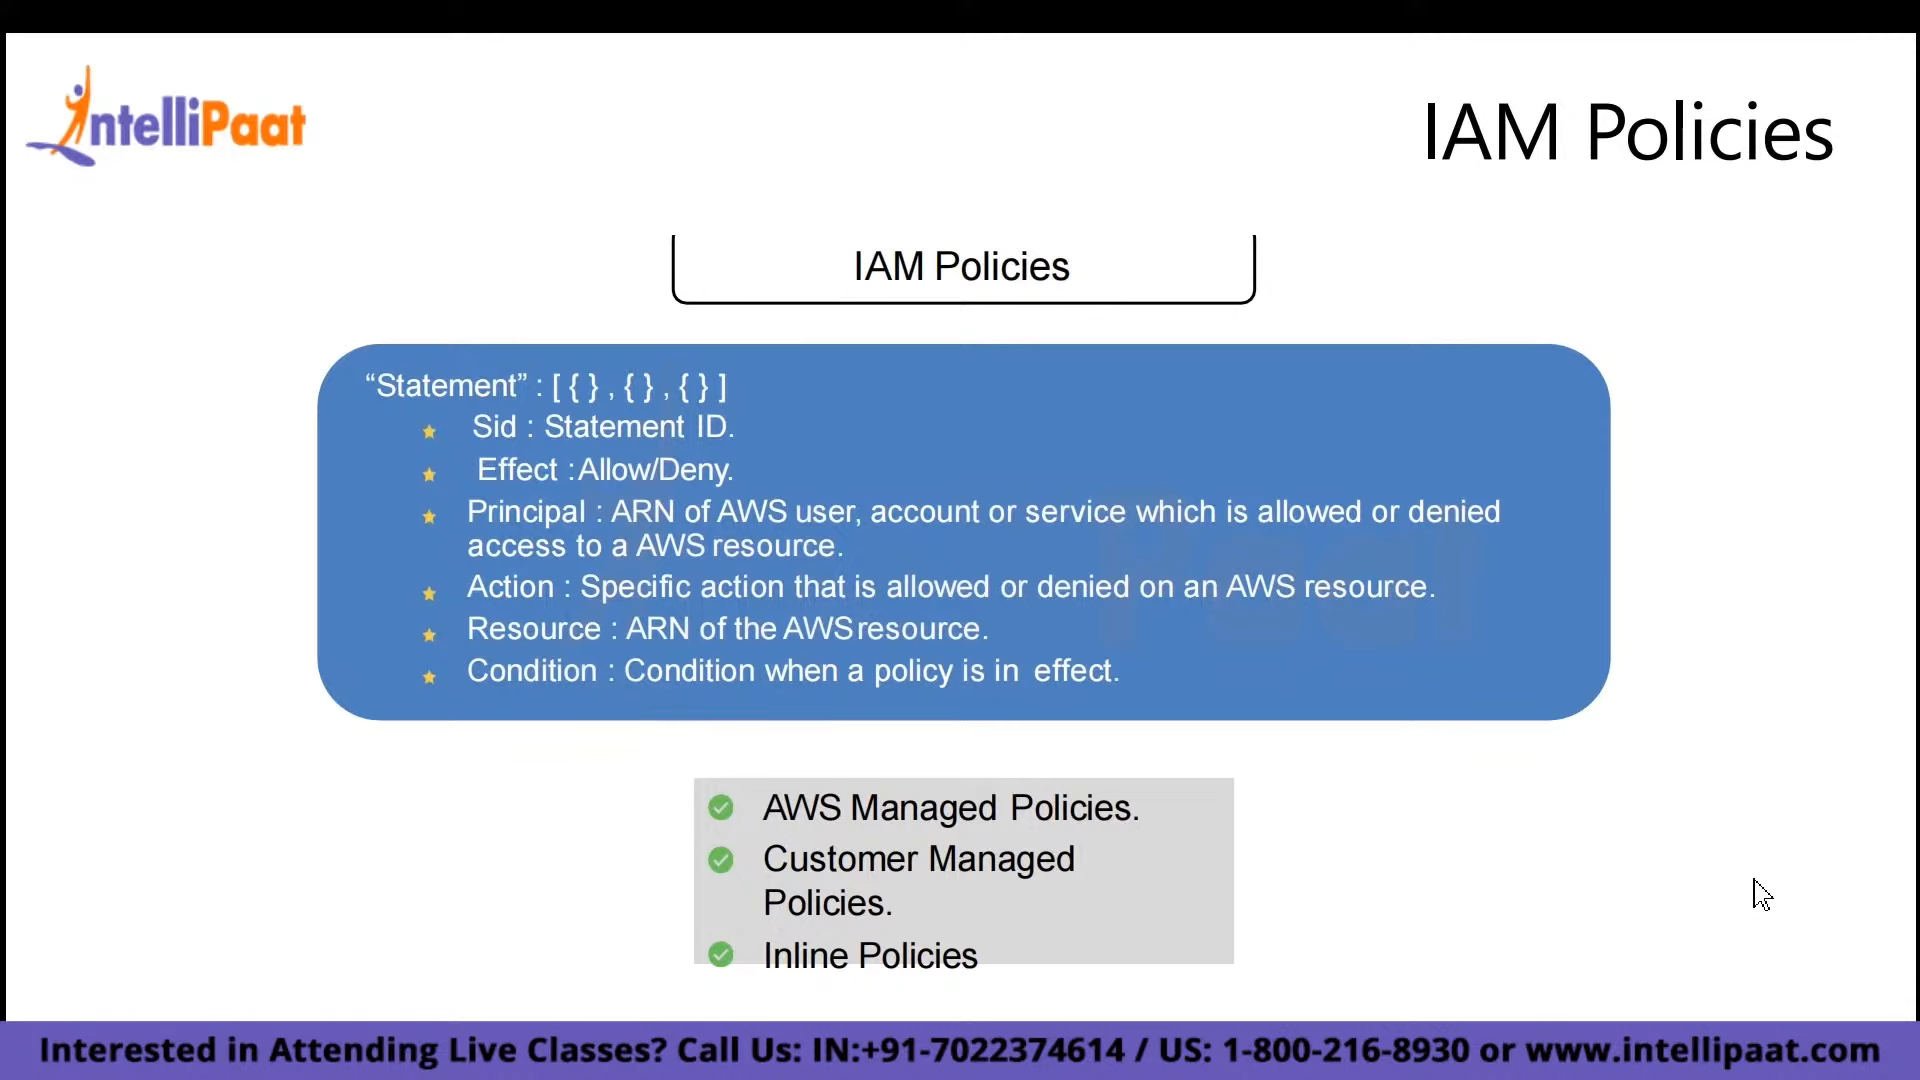 IntelliPaat
IAM Policies
IAM Policies
“Statement” : [ { } , { } , { } ]
Sid : Statement ID.
Effect : Allow/Deny.
Principal : ARN of AWS user, account or service which is allowed or denied
access to a AWS resource.
Action : Specific action that is allowed or denied on an AWS resource.
Resource : ARN of the AWS resource.
Condition : Condition when a policy is in effect.
AWS Managed Policies.
Customer Managed
Policies.
Inline Policies
Interested in Attending Live Classes? Call Us: IN:+91-7022374614 / US: 1-800-216-8930 or www.intellipaat.com